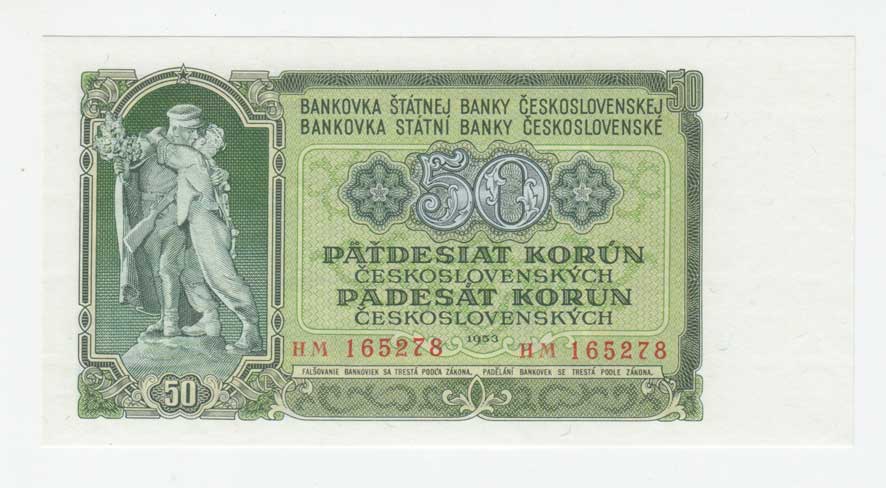 50
BANKOVKA ŠTÁTNEJ BANKY ČESKOSLOVENSKEJ
BANKOVKA STÁTNÍ BANKY ČESKOSLOVENSKÉ
50
PÄŤDESIAT KORÚN
ČESKOSLOVENSKÝCH
PADESÁT KORUN
ČESKOSLOVENSKÝCH
1953
HM 165278 HM 165278
FALŠOVANIE BANKOVIEK SA TRESTÁ PODĽA ZÁKONA. PADĚLÁNÍ BANKOVEK SE TRESTÁ PODLE ZÁKONA.
50